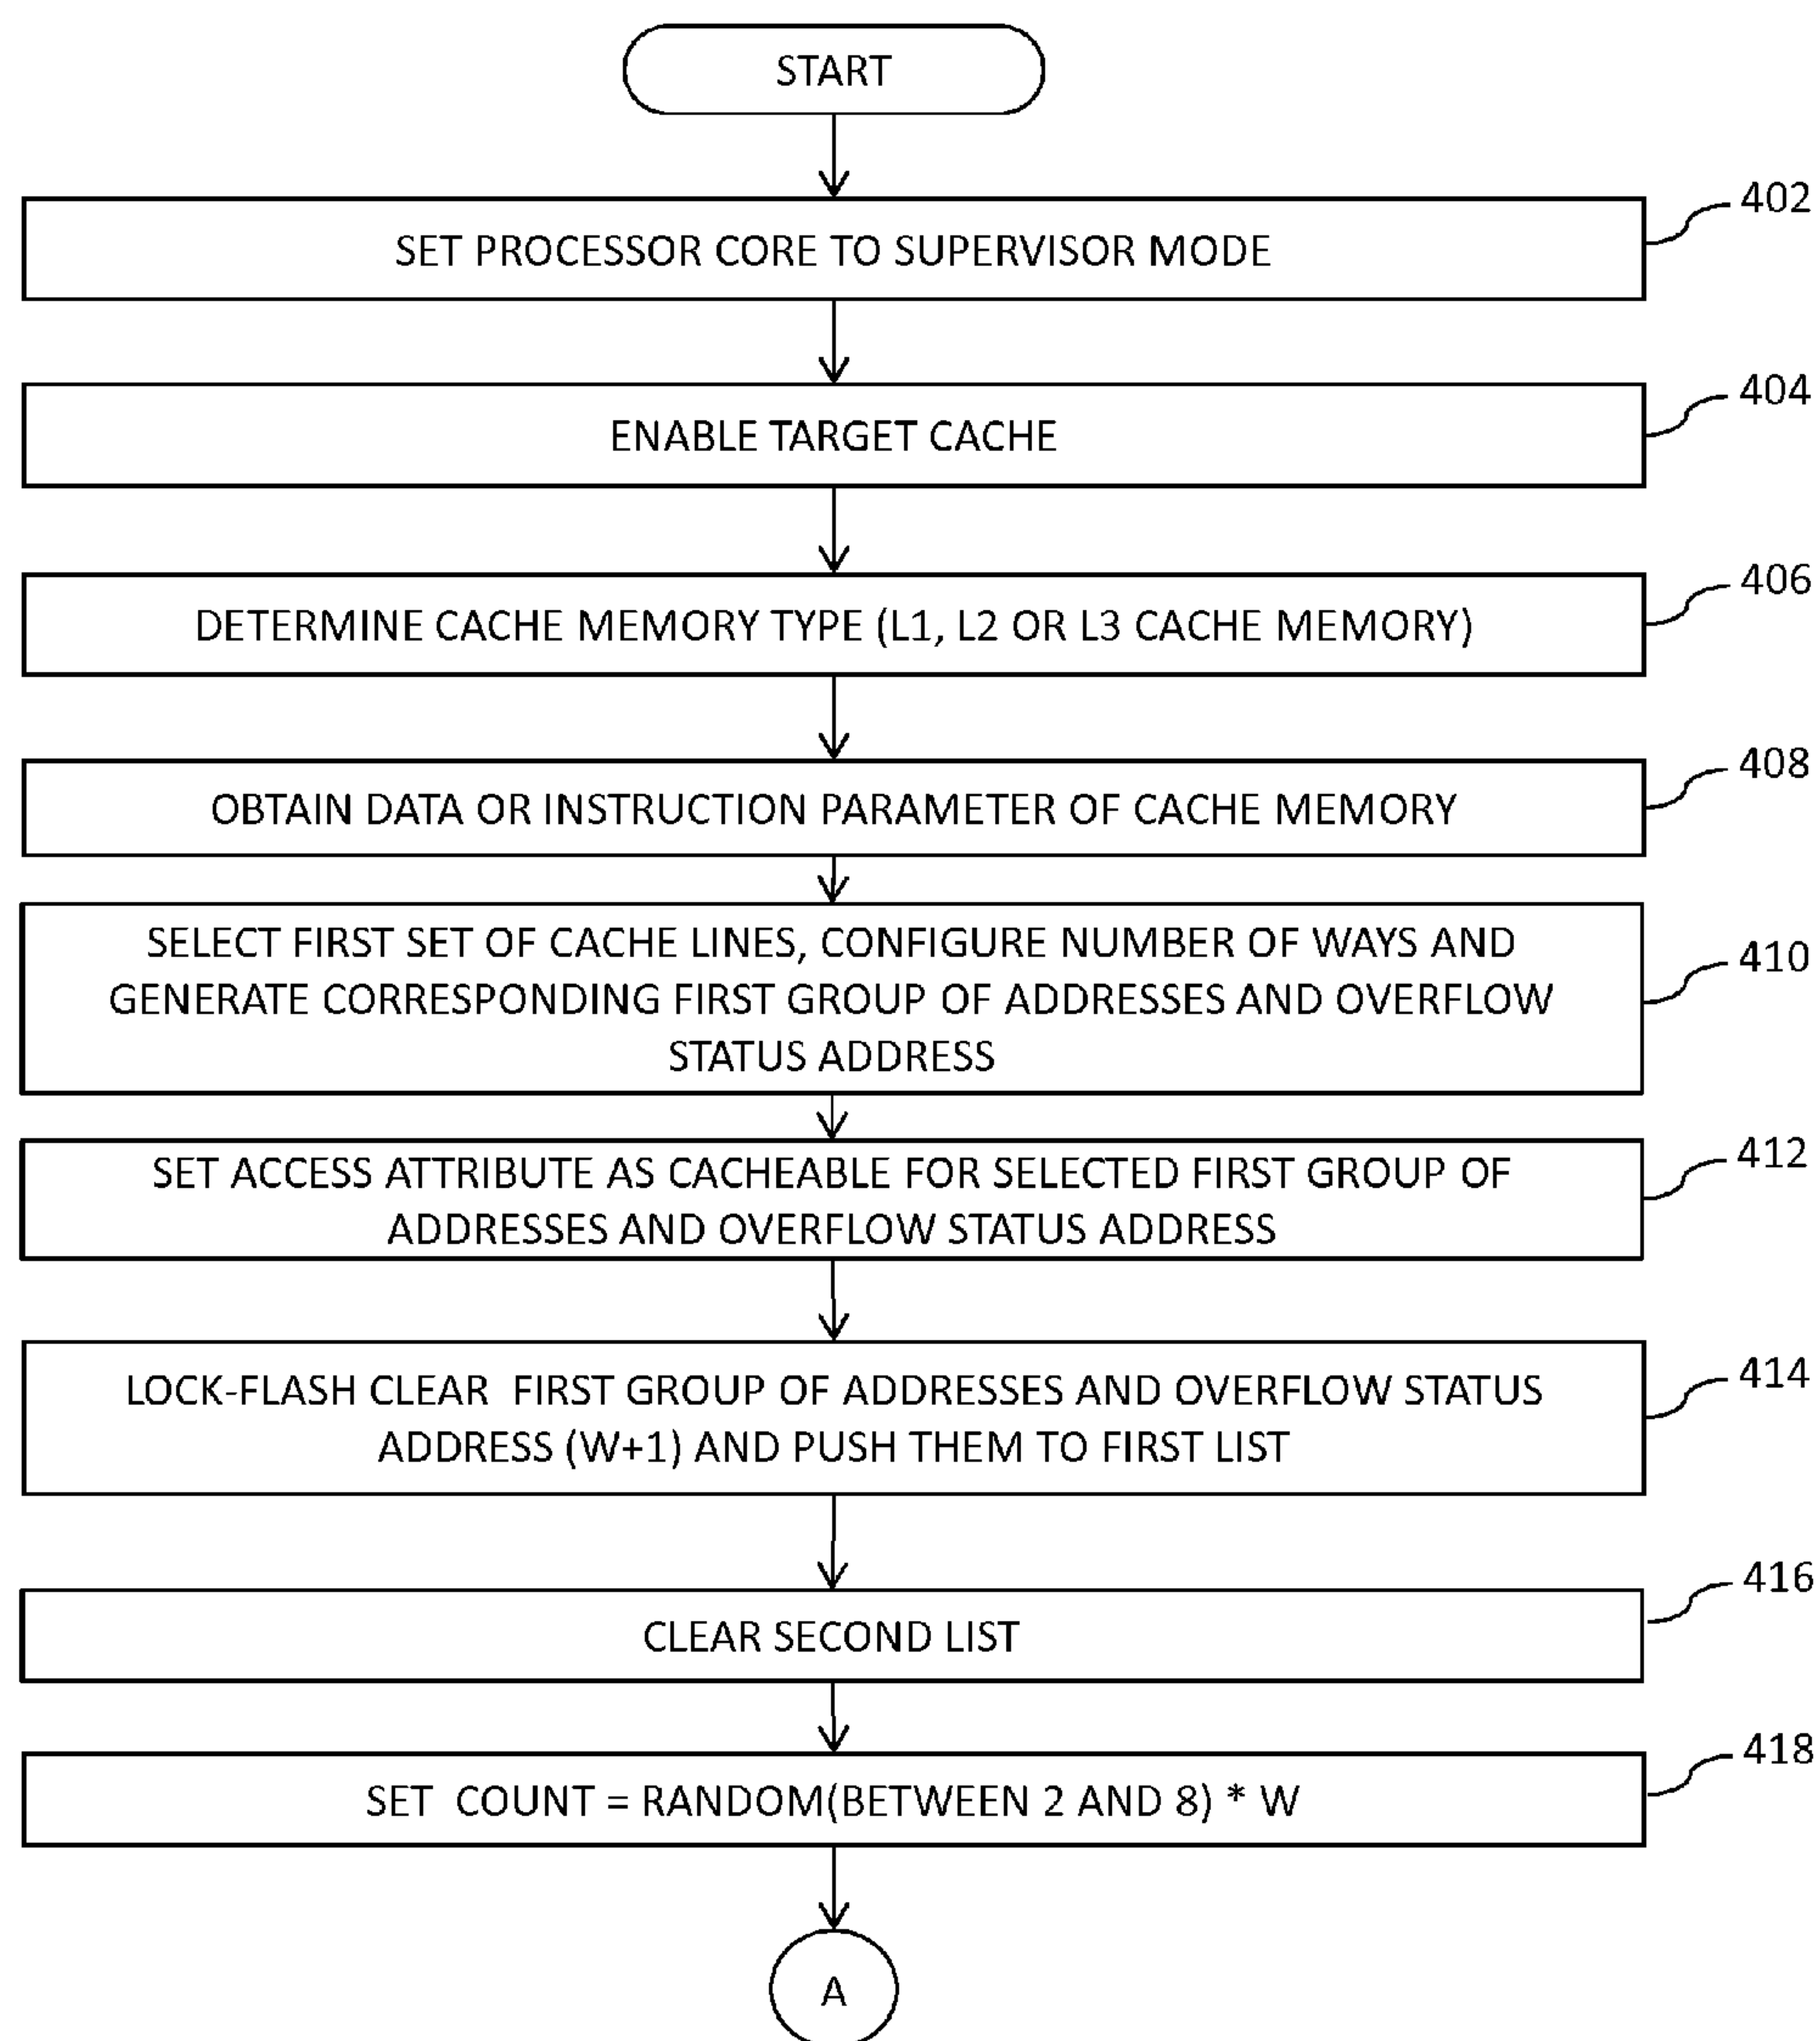 START
SET PROCESSOR CORE TO SUPERVISOR MODE
402
ENABLE TARGET CACHE
404
DETERMINE CACHE MEMORY TYPE (L1, L2 OR L3 CACHE MEMORY)
406
OBTAIN DATA OR INSTRUCTION PARAMETER OF CACHE MEMORY
408
SELECT FIRST SET OF CACHE LINES, CONFIGURE NUMBER OF WAYS AND
GENERATE CORRESPONDING FIRST GROUP OF ADDRESSES AND OVERFLOW
STATUS ADDRESS
410
SET ACCESS ATTRIBUTE AS CACHEABLE FOR SELECTED FIRST GROUP OF
ADDRESSES AND OVERFLOW STATUS ADDRESS
412
LOCK-FLASH CLEAR FIRST GROUP OF ADDRESSES AND OVERFLOW STATUS
ADDRESS (W+1) AND PUSH THEM TO FIRST LIST
414
CLEAR SECOND LIST
416
SET COUNT = RANDOM(BETWEEN 2 AND 8) * W
418
A